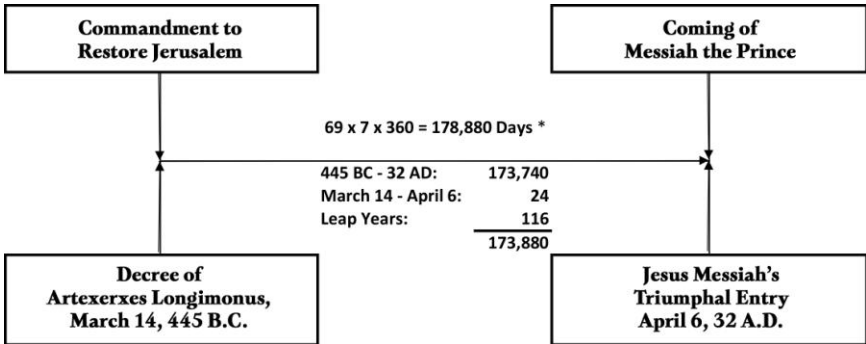 Commandment to
Restore Jerusalem
Coming of
Messiah the Prince
69 x 7 x 360 = 178,880 Days *
445 BC - 32 AD: 173,740
March 14 - April 6: 24
Leap Years: 116
173,880
Decree of
Artexerxes Longimonus,
March 14, 445 B.C.
Jesus Messiah's
Triumphal Entry
April 6, 32 A.D.